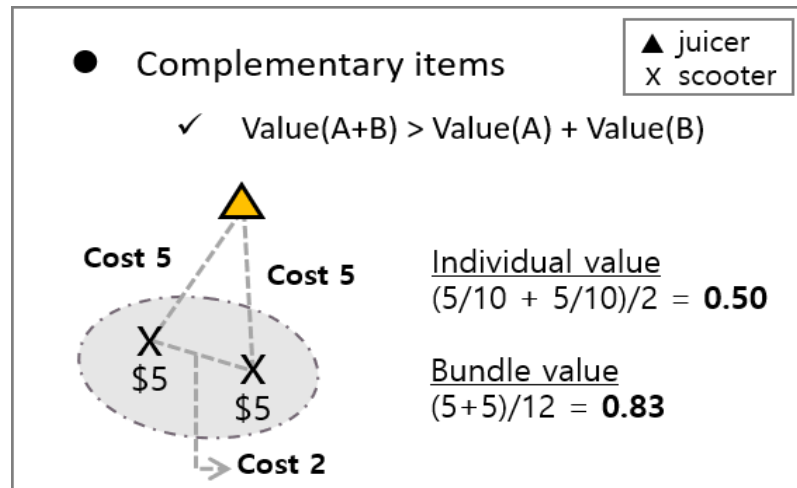 ● Complementary items
▲ juicer
X scooter
✓ Value(A+B) > Value(A) + Value(B)
Cost 5
Cost 5
X
$5
X
$5
Cost 2
Individual value
(5/10 + 5/10)/2 = 0.50
Bundle value
(5+5)/12 = 0.83